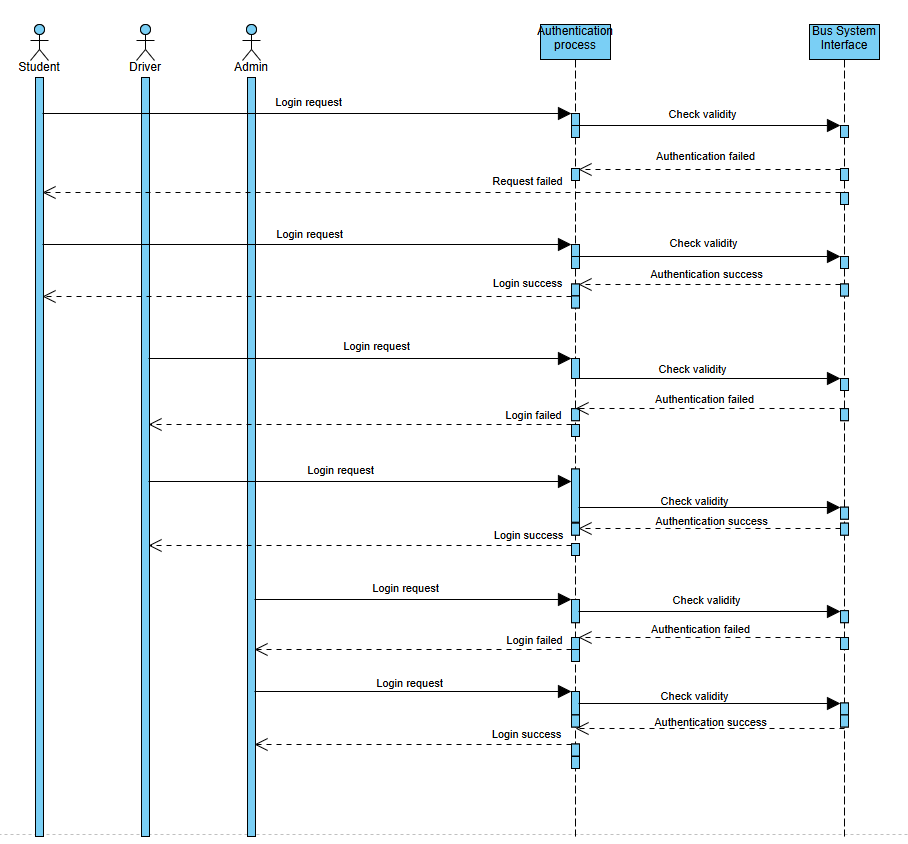 Student
Driver
Admin
Authentication
process
Bus System
Interface
Login request
Check validity
Authentication failed
Request failed
Login request
Check validity
Authentication success
Login success
Login request
Check validity
Authentication failed
Login failed
Login request
Check validity
Authentication success
Login success
Login request
Check validity
Authentication failed
Login failed
Login request
Check validity
Authentication success
Login success